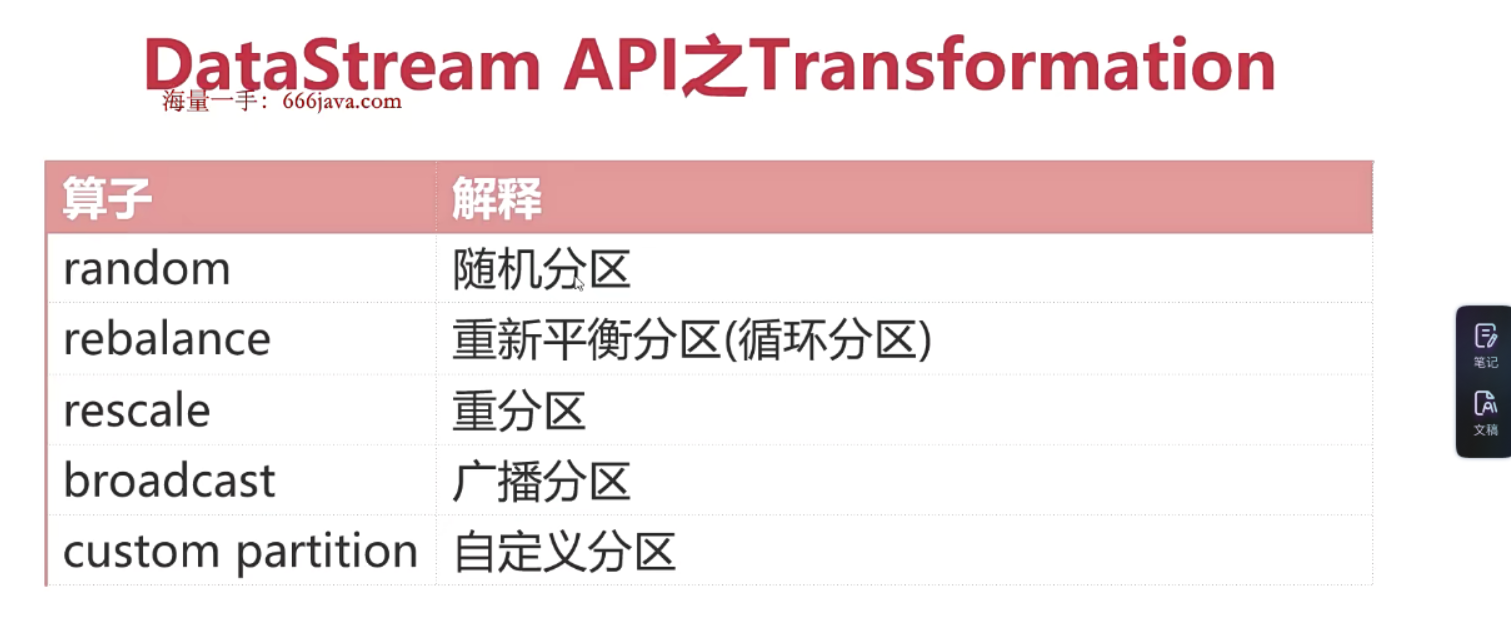 DataStream API之Transformation
海量一手：666java.com
算子 解释
random 随机分区
rebalance 重新平衡分区(循环分区)
rescale 重分区
broadcast 广播分区
custom partition 自定义分区
笔记
文稿